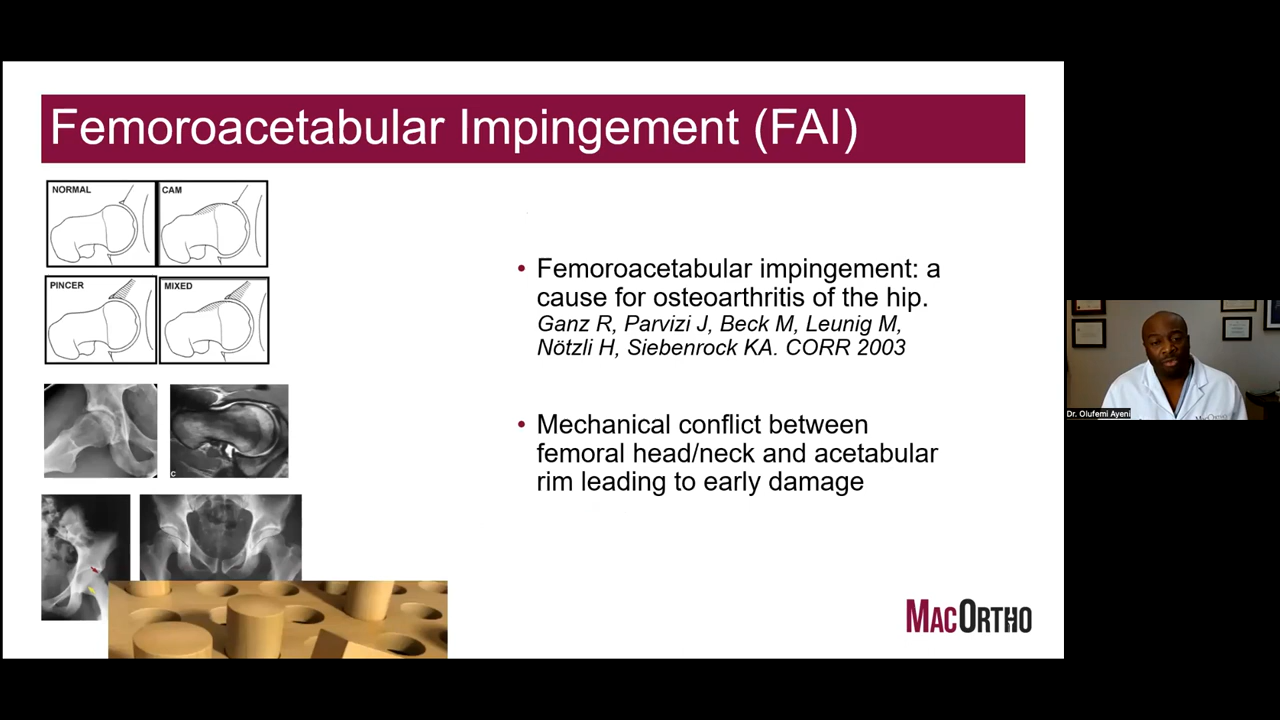 Femoroacetabular Impingement (FAI)
NORMAL
CAM
PINCER
MIXED
C
• Femoroacetabular impingement: a
cause for osteoarthritis of the hip.
Ganz R, Parvizi J, Beck M, Leunig M,
Nötzli H, Siebenrock KA. CORR 2003
• Mechanical conflict between
femoral head/neck and acetabular
rim leading to early damage
MACORTHO
Dr. Olufemi Ayeni
MacOrtho